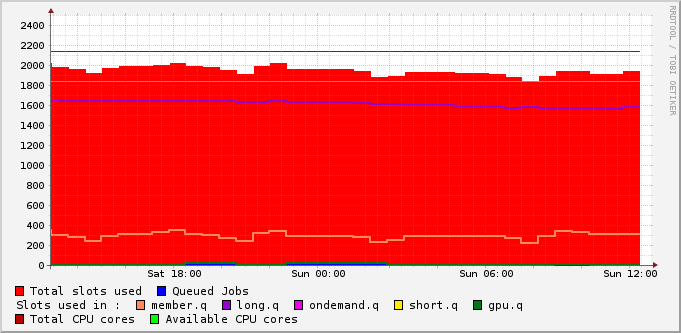 2400
2200
2000
1800
1600
1400
1200
1000
800
600
400
200
0
Sat 18:00 Sun 00:00 Sun 06:00 Sun 12:00
Total slots used Queued Jobs
Slots used in : member.q long.q ondemand.q short.q gpu.q
Total CPU cores Available CPU cores
RRDTOOL / TOBI OETIKER